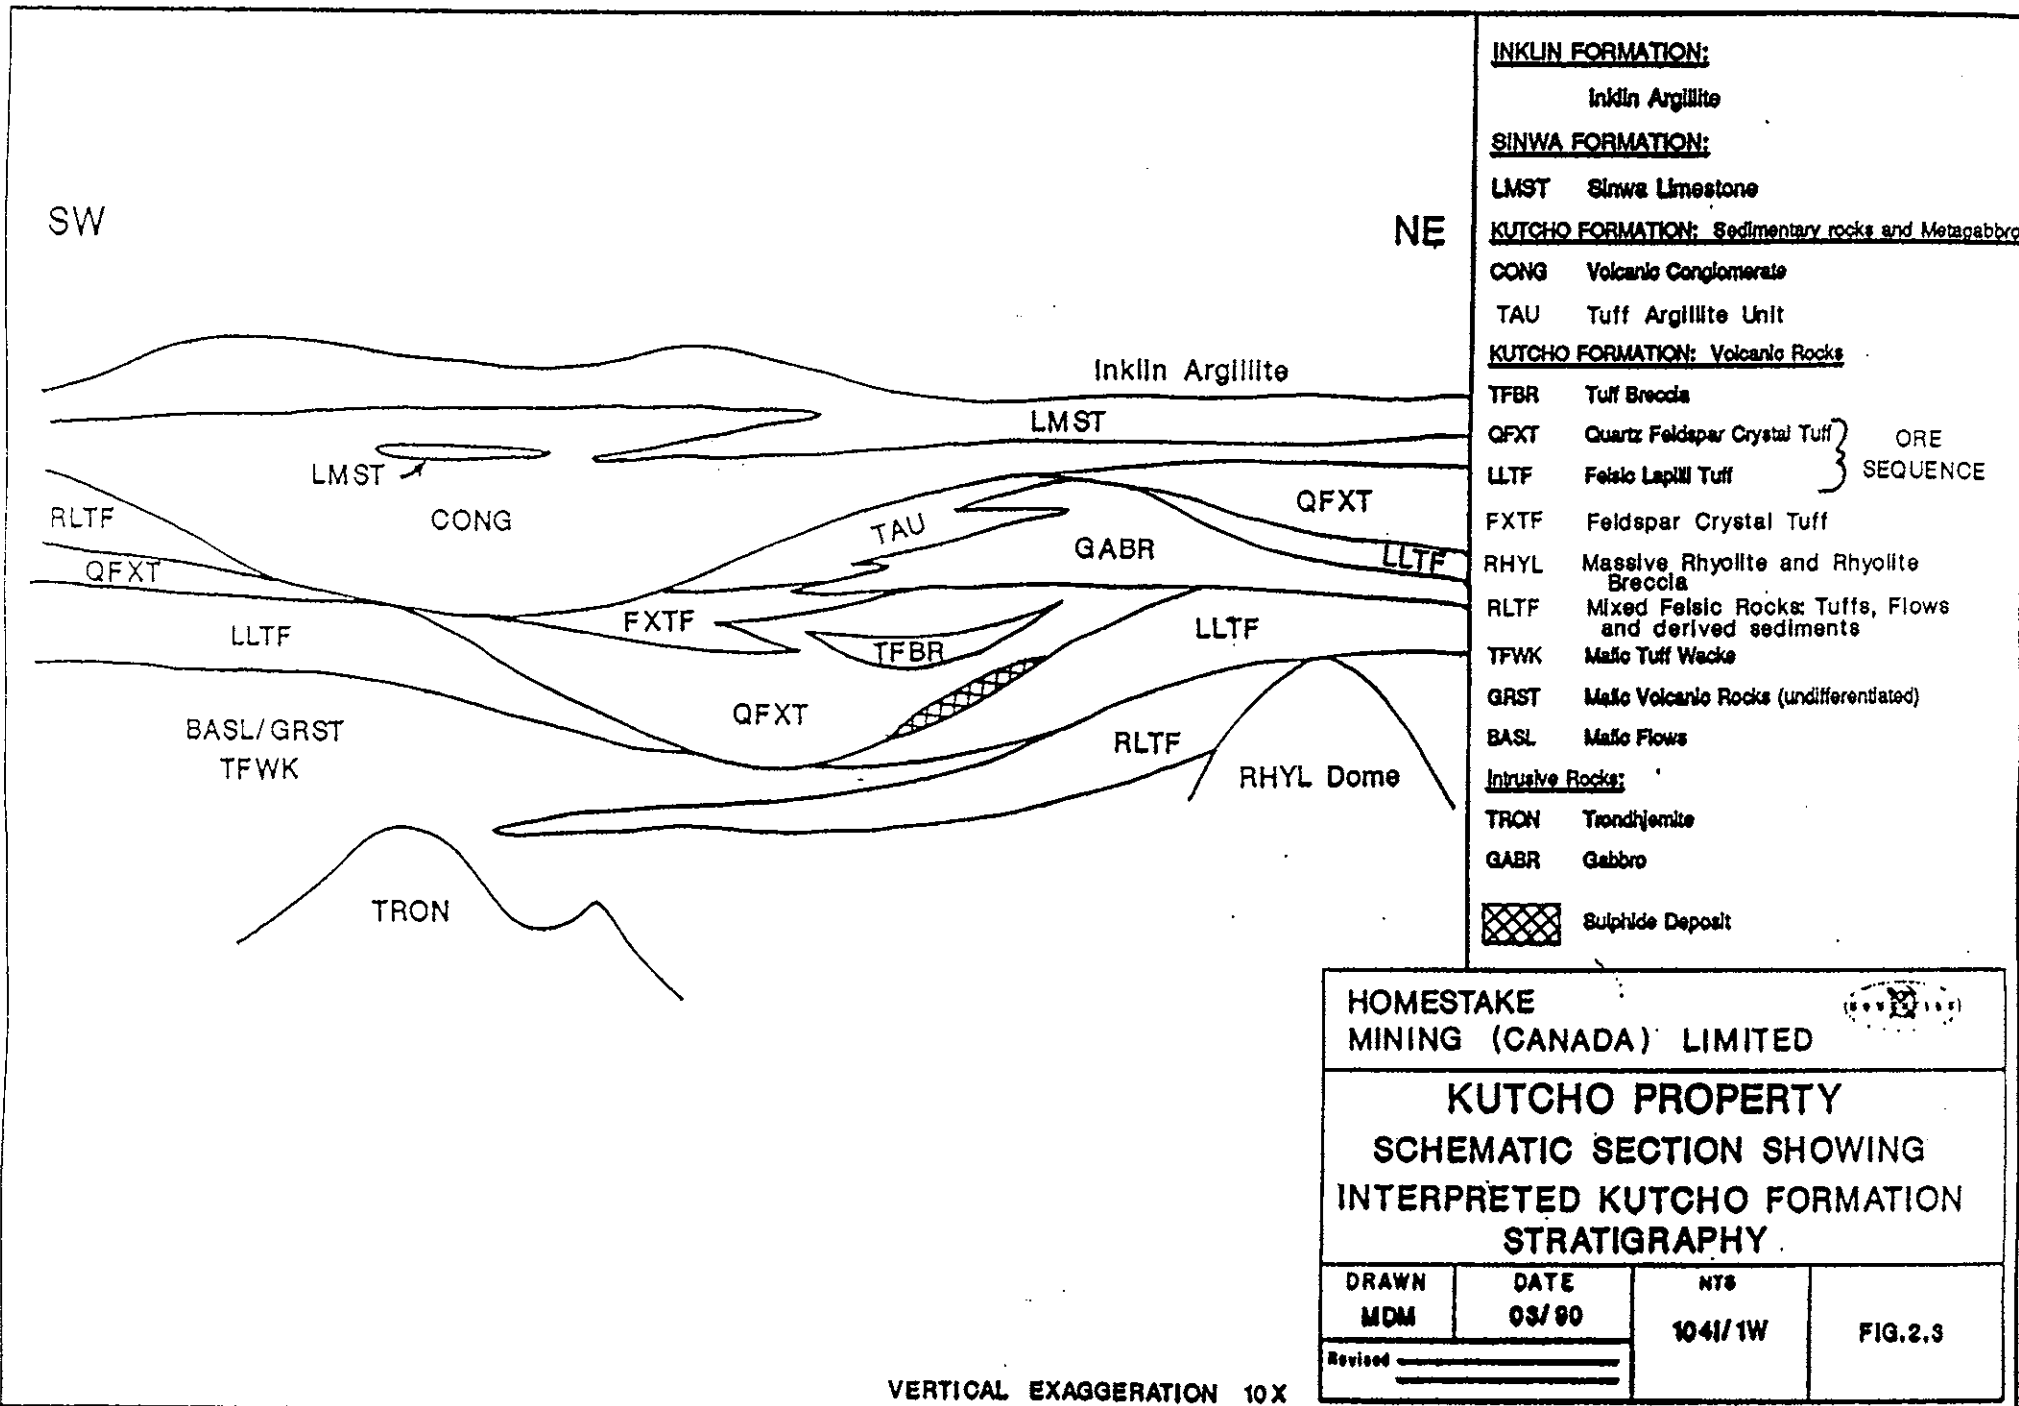 SW
NE
Inklin Argillite
LMST
LMST
CONG
RLTF
QFXT
LLTF
BASL/GRST
TFWK
TAU
GABR
QFXT
LLTF
FXTF
TFBR
LLTF
QFXT
RLTF
RHYL Dome
TRON
VERTICAL EXAGGERATION 10X
INKLIN FORMATION:
Inklin Argillite
SINWA FORMATION:
LMST Sinwa Limestone
KUTCHO FORMATION: Sedimentary rocks and Metagabbro
CONG Volcanic Conglomerate
TAU Tuff Argillite Unit
KUTCHO FORMATION: Volcanic Rocks
TFBR Tuff Breccia
QFXT Quartz Feldspar Crystal Tuff
LLTF Felsic Lapilli Tuff
ORE
SEQUENCE
FXTF Feldspar Crystal Tuff
RHYL Massive Rhyolite and Rhyolite
Breccia
RLTF Mixed Felsic Rocks: Tuffs, Flows
and derived sediments
TFWK Mafic Tuff Wacke
GRST Mafic Volcanic Rocks (undifferentiated)
BASL Mafic Flows
Intrusive Rocks:
TRON Trondhjemite
GABR Gabbro
Sulphide Deposit
HOMESTAKE
MINING (CANADA) LIMITED
KUTCHO PROPERTY
SCHEMATIC SECTION SHOWING
INTERPRETED KUTCHO FORMATION
STRATIGRAPHY
DRAWN
MDM
DATE
03/90
NTS
104I/1W
FIG.2.3
Revised